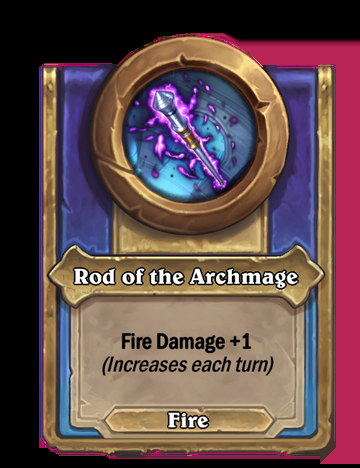 Rod of the Archmage
Fire Damage +1
(Increases each turn)
Fire